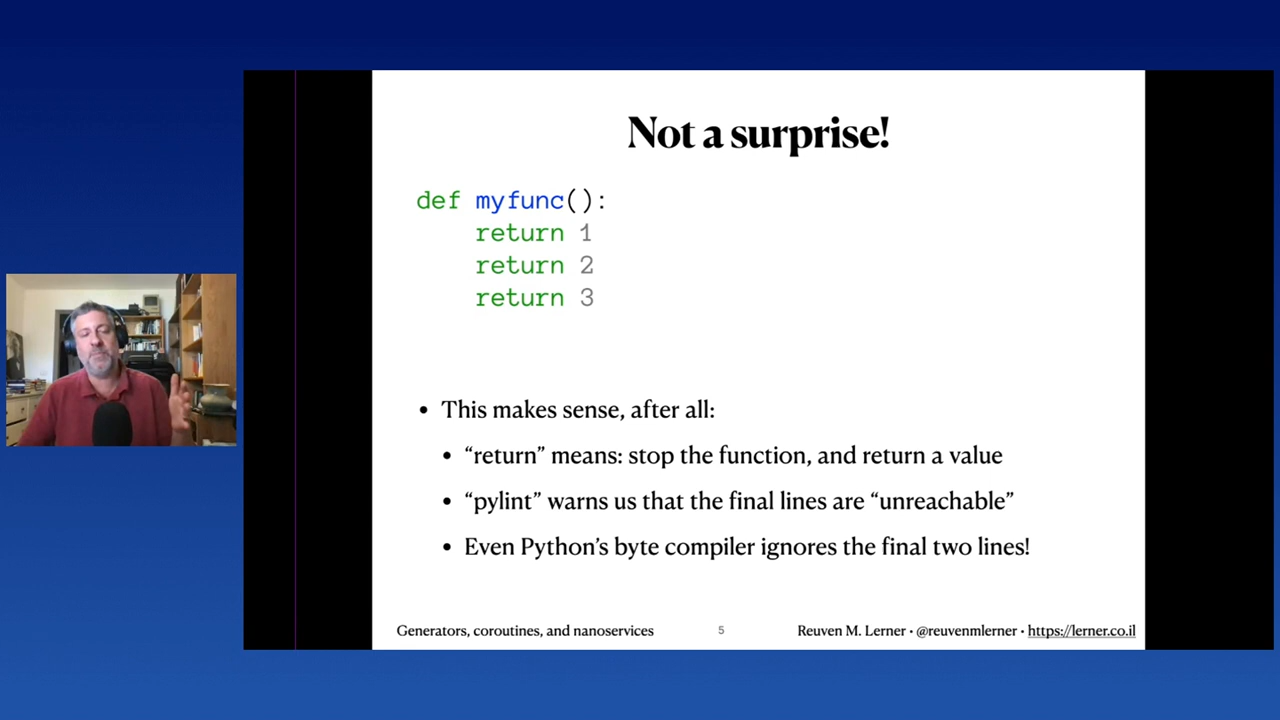 Not a surprise!
def myfunc():
    return 1
    return 2
    return 3
• This makes sense, after all:
• “return” means: stop the function, and return a value
• “pylint” warns us that the final lines are “unreachable”
• Even Python’s byte compiler ignores the final two lines!
Generators, coroutines, and nanoservices 5 Reuven M. Lerner • @reuvenmlerner • https://lerner.co.il